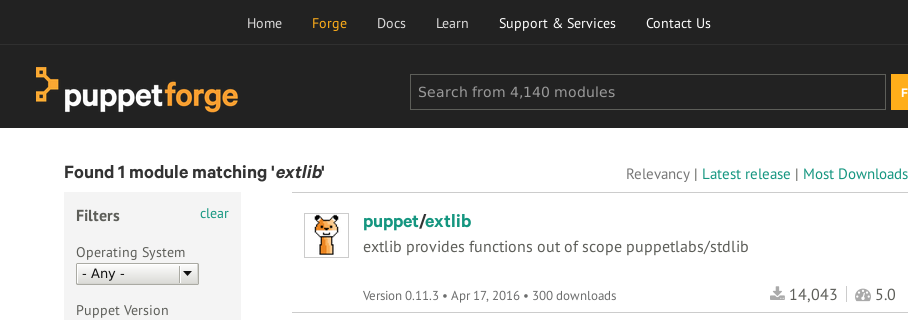 Home Forge Docs Learn Support & Services Contact Us
puppetforge
Search from 4,140 modules
F
Found 1 module matching 'extlib'
Relevancy | Latest release | Most Downloads
Filters clear
Operating System
- Any -
Puppet Version
puppet/extlib
extlib provides functions out of scope puppetlabs/stdlib
Version 0.11.3 • Apr 17, 2016 • 300 downloads
14,043 5.0